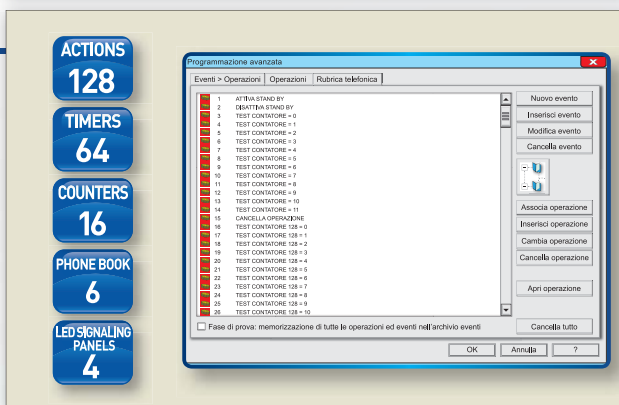 ACTIONS
128
TIMERS
64
COUNTERS
16
PHONE BOOK
6
LED SIGNALING
PANELS
4
Programmazione avanzata
Eventi > Operazioni Operazioni Rubrica telefonica
1 ATTIVA STAND BY
2 DISATTIVA STAND BY
3 TEST CONTATORE = 0
4 TEST CONTATORE = 1
5 TEST CONTATORE = 2
6 TEST CONTATORE = 3
7 TEST CONTATORE = 4
8 TEST CONTATORE = 5
9 TEST CONTATORE = 6
10 TEST CONTATORE = 7
11 TEST CONTATORE = 8
12 TEST CONTATORE = 9
13 TEST CONTATORE = 10
14 TEST CONTATORE = 11
15 CANCELLA OPERAZIONE
16 TEST CONTATORE 128 = 0
17 TEST CONTATORE 128 = 1
18 TEST CONTATORE 128 = 2
19 TEST CONTATORE 128 = 3
20 TEST CONTATORE 128 = 4
21 TEST CONTATORE 128 = 5
22 TEST CONTATORE 128 = 6
23 TEST CONTATORE 128 = 7
24 TEST CONTATORE 128 = 8
25 TEST CONTATORE 128 = 9
26 TEST CONTATORE 128 = 10
Nuovo evento
Inserisci evento
Modifica evento
Cancella evento
Associa operazione
Inserisci operazione
Cambia operazione
Cancella operazione
Apri operazione
Fase di prova: memorizzazione di tutte le operazioni ed eventi nell'archivio eventi
Cancella tutto
OK Annulla ?